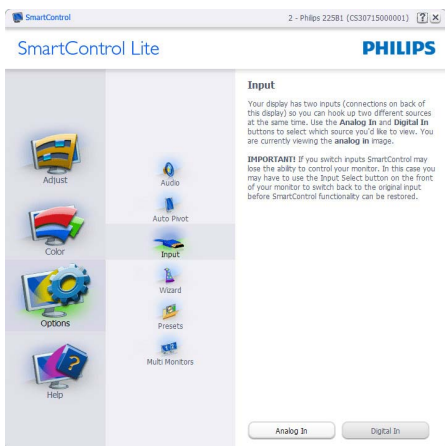 SmartControl
2 - Philips 225B1 (CS30715000001)
? X
SmartControl Lite
PHILIPS
Adjust
Color
Options
Help
Audio
Auto Pivot
Input
Wizard
Presets
Multi Monitors
Input
Your display has two inputs (connections on back of
this display) so you can hook up two different sources
at the same time. Use the Analog In and Digital In
buttons to select which source you'd like to view. You
are currently viewing the analog in image.
IMPORTANT! If you switch inputs SmartControl may
lose the ability to control your monitor. In this case you
may have to use the Input Select button on the front
of your monitor to switch back to the original input
before SmartControl functionality can be restored.
Analog In
Digital In